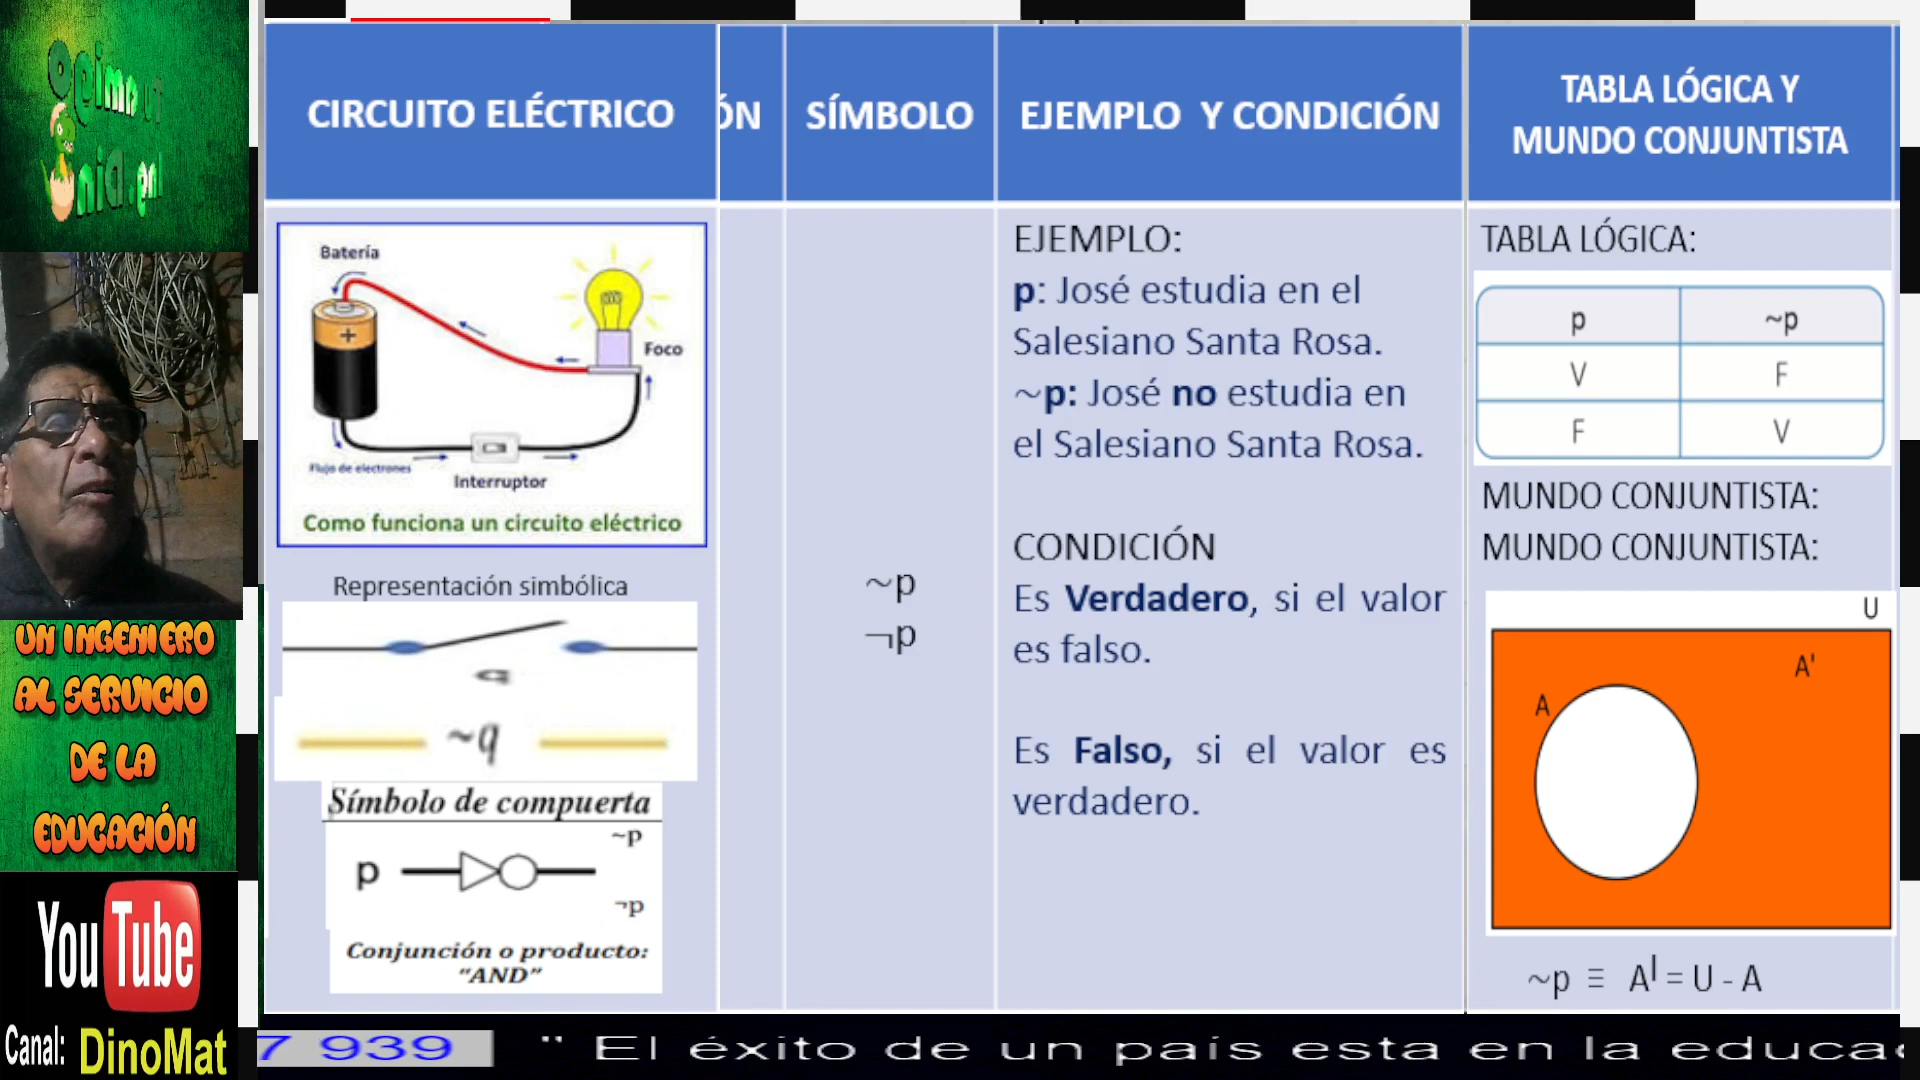 UN INGENIERO
AL SERVICIO
DE LA
EDUCACIÓN
You Tube
Canal: DinoMat
CIRCUITO ELÉCTRICO
ÓN
SÍMBOLO
EJEMPLO Y CONDICIÓN
TABLA LÓGICA Y
MUNDO CONJUNTISTA
Batería
+
Foco
Flujo de electrones
Interruptor
Como funciona un circuito eléctrico
Representación simbólica
q
~q
Símbolo de compuerta
~p
p
¬p
Conjunción o producto:
“AND”
~p
¬p
EJEMPLO:
p: José estudia en el
Salesiano Santa Rosa.
~p: José no estudia en
el Salesiano Santa Rosa.
CONDICIÓN
Es Verdadero, si el valor
es falso.
Es Falso, si el valor es
verdadero.
TABLA LÓGICA:
p ~p
V F
F V
MUNDO CONJUNTISTA:
MUNDO CONJUNTISTA:
U
A'
A
~p ≡ A' = U - A
7 939 " El éxito de un país esta en la educa